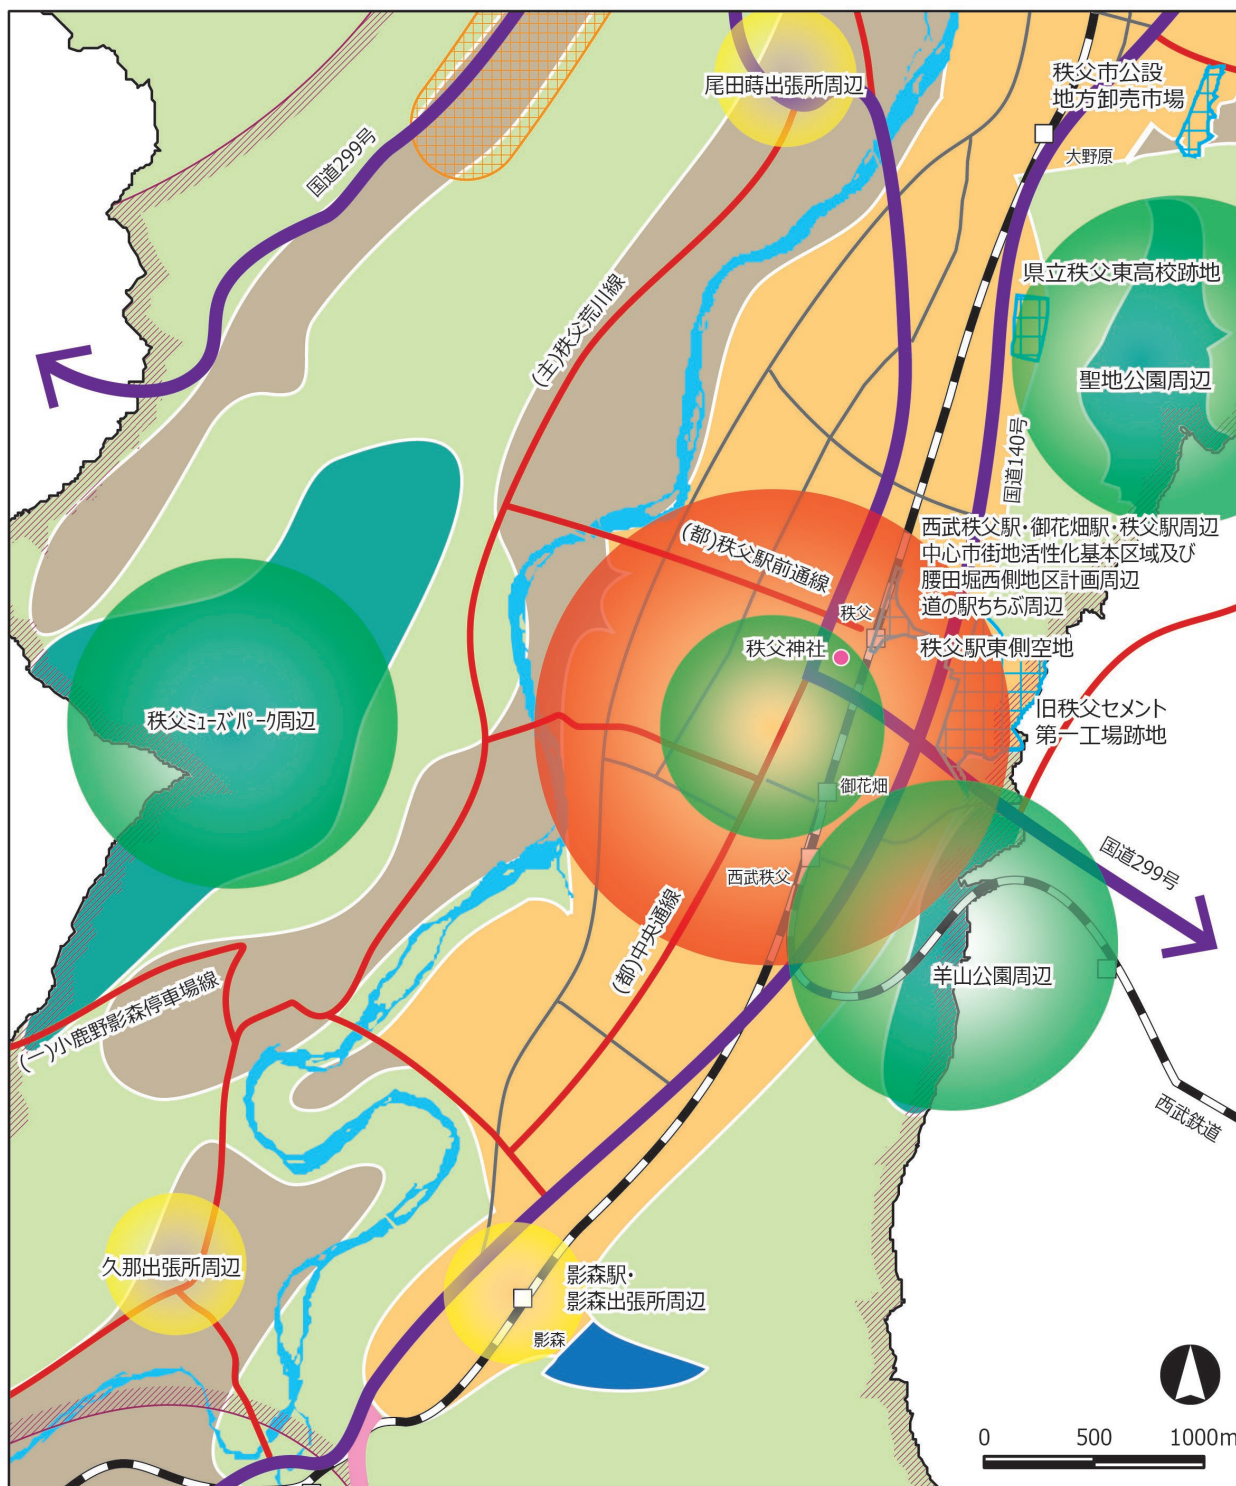 尾田蒔出張所周辺
秩父市公設
地方卸売市場
大野原
国道299号
県立秩父東高校跡地
聖地公園周辺
(主)秩父荒川線
国道140号
(都)秩父駅前通線
西武秩父駅・御花畑駅・秩父駅周辺
中心市街地活性化基本区域及び
腰田堀西側地区計画周辺
道の駅ちちぶ周辺
秩父
秩父神社
秩父駅東側空地
秩父ミューズパーク周辺
旧秩父セメント
第一工場跡地
御花畑
国道299号
西武秩父
(都)中央通線
羊山公園周辺
(一)小鹿野影森停車場線
西武鉄道
久那出張所周辺
影森駅・
影森出張所周辺
影森
0 500 1000m